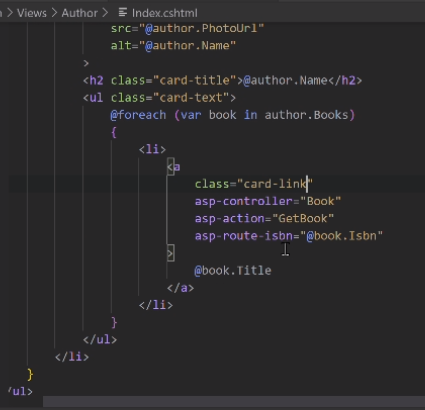 > Views > Author > Index.cshtml
src="@author.PhotoUrl"
alt="@author.Name"
>
<h2 class="card-title">@author.Name</h2>
<ul class="card-text">
@foreach (var book in author.Books)
{
<li>
<a
class="card-link"
asp-controller="Book"
asp-action="GetBook"
asp-route-isbn="@book.Isbn"
>
@book.Title
</a>
</li>
}
</ul>
</li>
}
/ul>